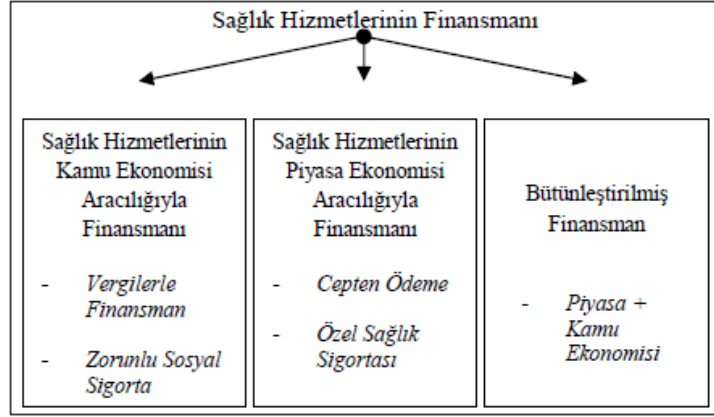 Sağlık Hizmetlerinin Finansmanı
Sağlık Hizmetlerinin
Kamu Ekonomisi
Aracılığıyla
Finansmanı
- Vergilerle
Finansman
- Zorunlu Sosyal
Sigorta
Sağlık Hizmetlerinin
Piyasa Ekonomisi
Aracılığıyla
Finansmanı
- Cepten Ödeme
- Özel Sağlık
Sigortası
Bütünleştirilmiş
Finansman
- Piyasa +
Kamu
Ekonomisi